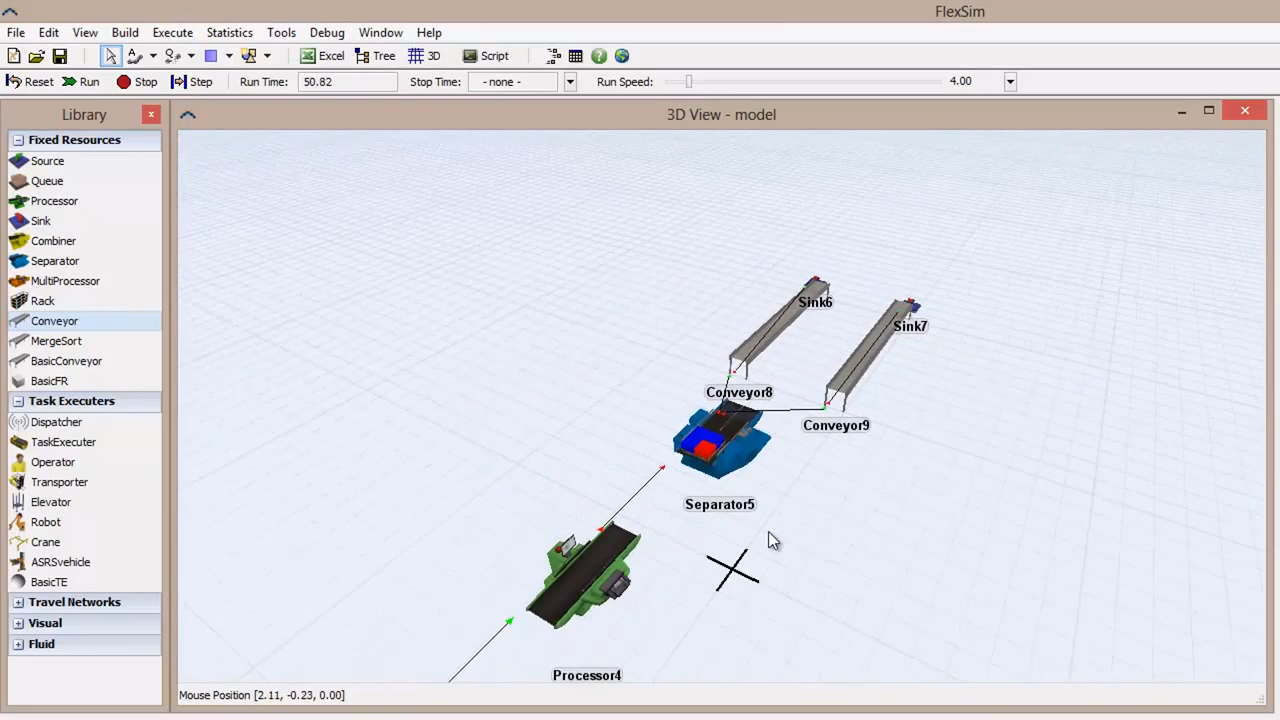 FlexSim
File Edit View Build Execute Statistics Tools Debug Window Help
Excel Tree 3D Script
Reset Run Stop Step Run Time: 50.82 Stop Time: - none - Run Speed: 4.00
Library x
3D View - model
Fixed Resources
Source
Queue
Processor
Sink
Combiner
Separator
MultiProcessor
Rack
Conveyor
MergeSort
BasicConveyor
BasicFR
Task Executers
Dispatcher
TaskExecuter
Operator
Transporter
Elevator
Robot
Crane
ASRSvehicle
BasicTE
Travel Networks
Visual
Fluid
Sink6
Sink7
Conveyor8
Conveyor9
Separator5
Processor4
Mouse Position [2.11, -0.23, 0.00]